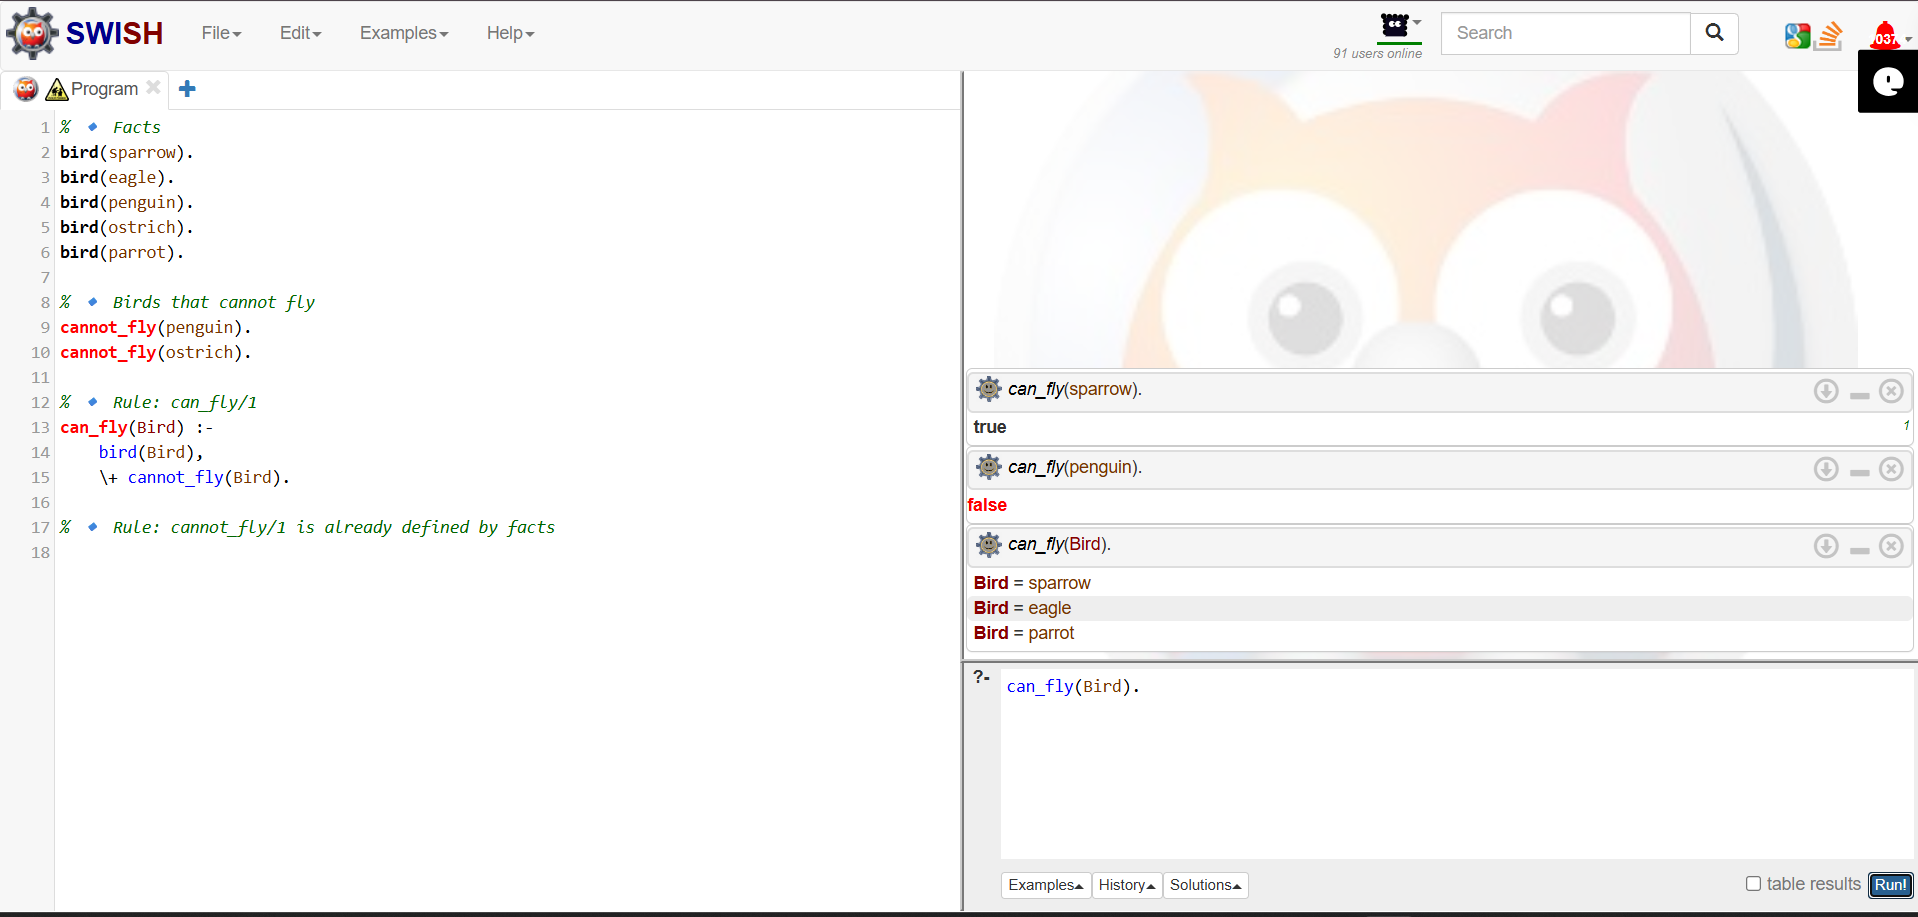 SWISH File Edit Examples Help 91 users online Search 037
Program
1 % 🔹 Facts
2 bird(sparrow).
3 bird(eagle).
4 bird(penguin).
5 bird(ostrich).
6 bird(parrot).
7
8 % 🔹 Birds that cannot fly
9 cannot_fly(penguin).
10 cannot_fly(ostrich).
11
12 % 🔹 Rule: can_fly/1
13 can_fly(Bird) :-
14     bird(Bird),
15     \+ cannot_fly(Bird).
16
17 % 🔹 Rule: cannot_fly/1 is already defined by facts
18
can_fly(sparrow).
true 1
can_fly(penguin).
false
can_fly(Bird).
Bird = sparrow
Bird = eagle
Bird = parrot
?- can_fly(Bird).
Examples History Solutions table results Run!